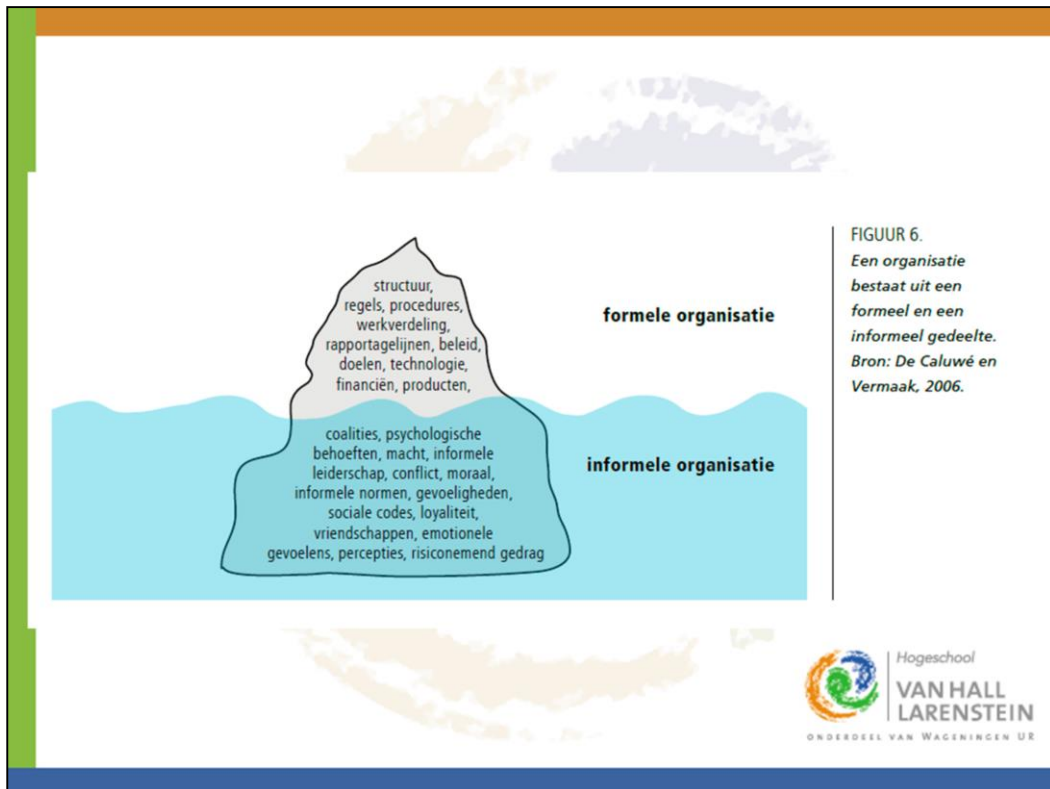 structuur,
regels, procedures,
werkverdeling,
rapportagelijnen, beleid,
doelen, technologie,
financiën, producten,
formele organisatie
coalities, psychologische
behoeften, macht, informele
leiderschap, conflict, moraal,
informele normen, gevoeligheden,
sociale codes, loyaliteit,
vriendschappen, emotionele
gevoelens, percepties, risiconemend gedrag
informele organisatie
FIGUUR 6.
Een organisatie
bestaat uit een
formeel en een
informeel gedeelte.
Bron: De Caluwé en
Vermaak, 2006.
Hogeschool
VAN HALL
LARENSTEIN
ONDERDEEL VAN WAGENINGEN UR